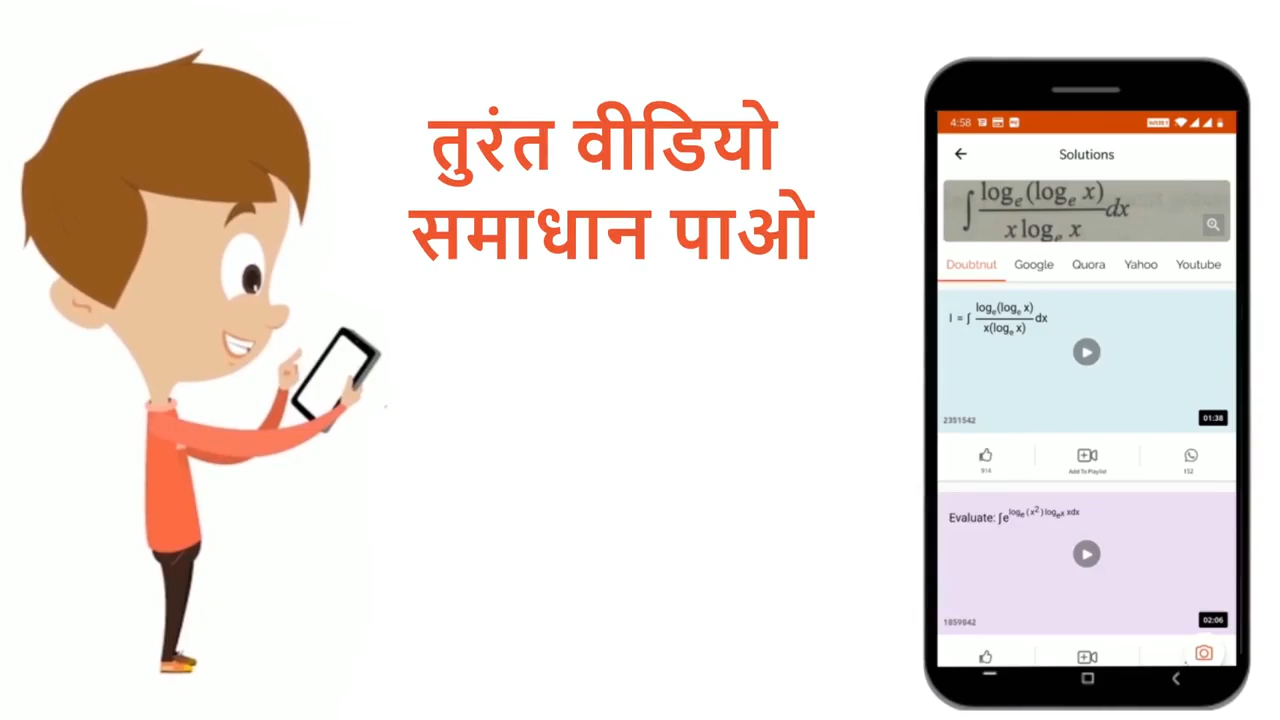 तुरंत वीडियो
समाधान पाओ
4:58
Solutions
∫ logₑ(logₑ x) / x logₑ x dx
Doubtnut Google Quora Yahoo Youtube
I = ∫ logₑ(logₑ x) / x(logₑ x) dx
2351542 01:38
914 Add To Playlist 152
Evaluate: ∫e^logₑ(x²)logₑx xdx
1859842 02:06